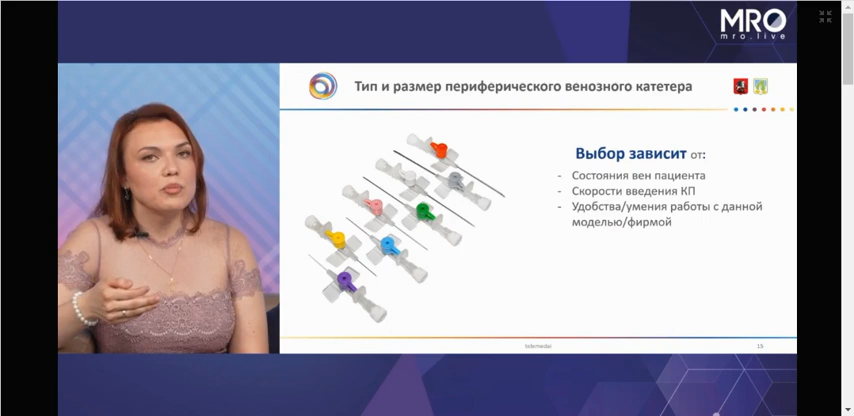 MRO
mro.live
Тип и размер периферического венозного катетера
Выбор зависит от:
- Состояния вен пациента
- Скорости введения КП
- Удобства/умения работы с данной
моделью/фирмой
telemedai
15